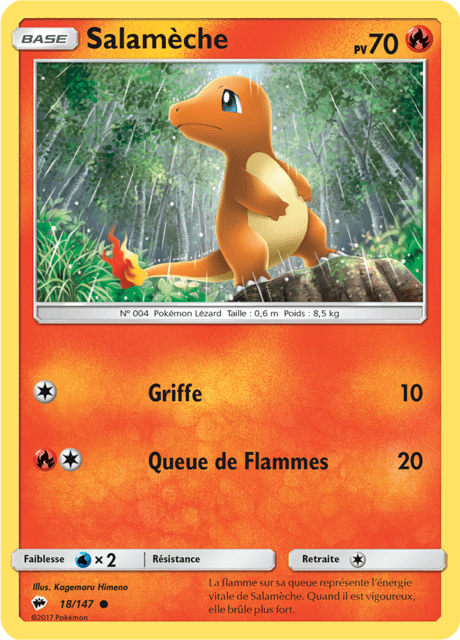 BASE Salamèche PV70
N° 004 Pokémon Lézard Taille : 0,6 m Poids : 8,5 kg
Griffe 10
Queue de Flammes 20
Faiblesse × 2 Résistance Retraite
Illus. Kagemaru Himeno
18/147
©2017 Pokémon
La flamme sur sa queue représente l'énergie
vitale de Salamèche. Quand il est vigoureux,
elle brûle plus fort.